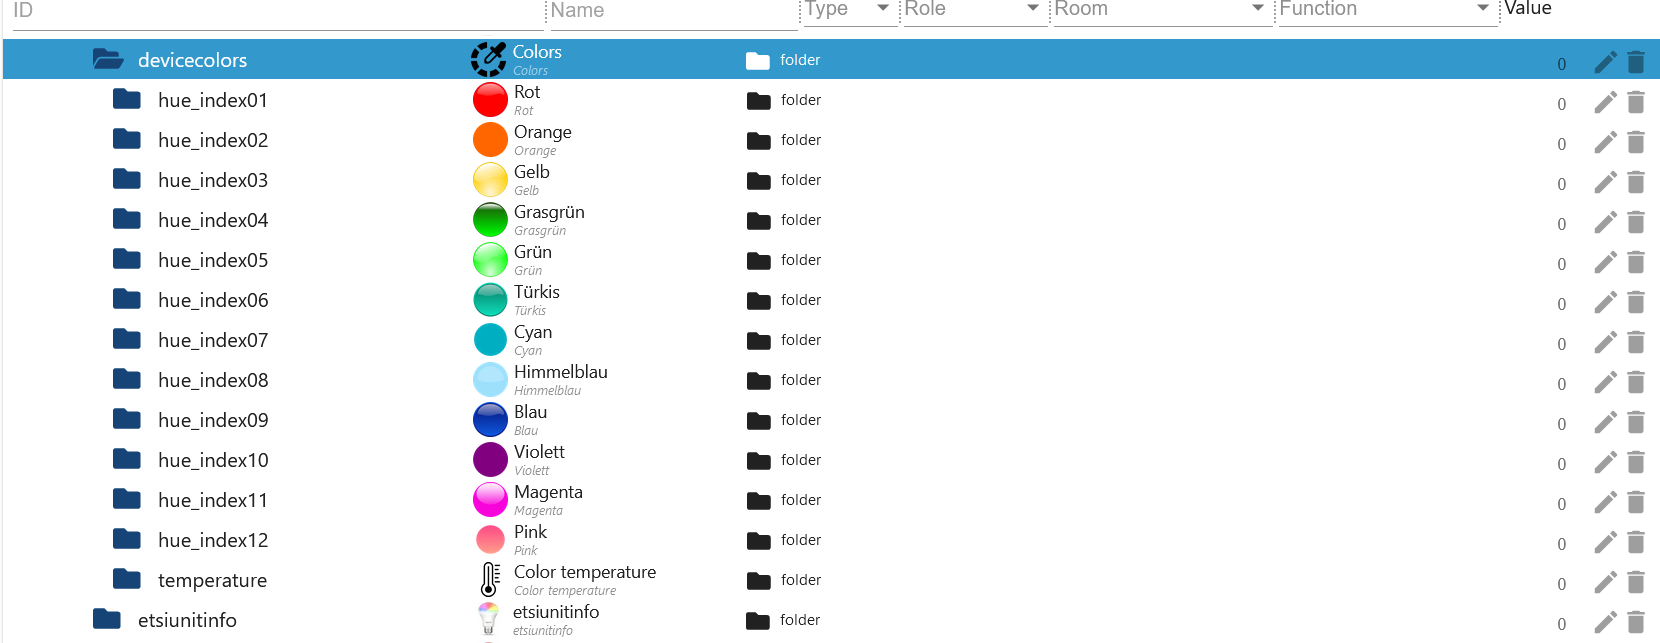 ID Name Type Role Room Function Value
devicecolors Colors folder 0
Colors
hue_index01 Rot folder 0
Rot
hue_index02 Orange folder 0
Orange
hue_index03 Gelb folder 0
Gelb
hue_index04 Grasgrün folder 0
Grasgrün
hue_index05 Grün folder 0
Grün
hue_index06 Türkis folder 0
Türkis
hue_index07 Cyan folder 0
Cyan
hue_index08 Himmelblau folder 0
Himmelblau
hue_index09 Blau folder 0
Blau
hue_index10 Violett folder 0
Violett
hue_index11 Magenta folder 0
Magenta
hue_index12 Pink folder 0
Pink
temperature Color temperature folder 0
Color temperature
etsiunitinfo etsiunitinfo folder 0
etsiunitinfo